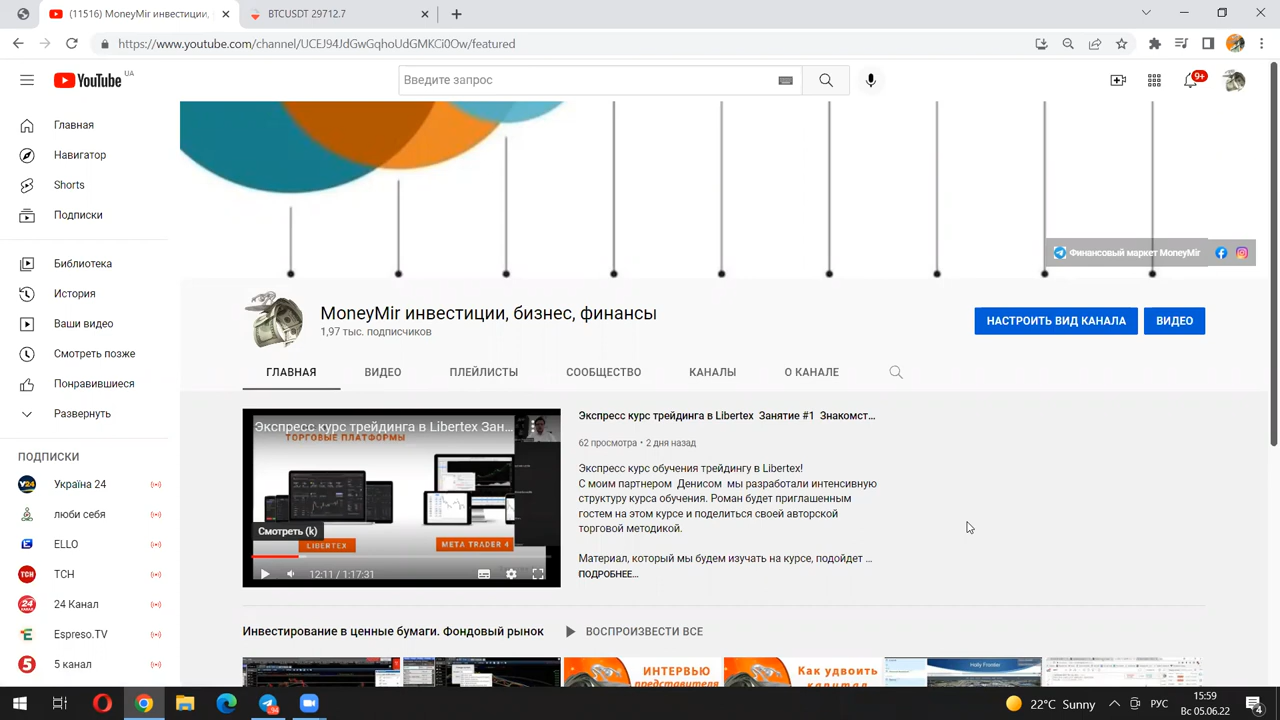 (11516) MoneyMir инвестиции,
BTCUSDT 29712.7
https://www.youtube.com/channel/UCEJ94JdGwGqhoUdGMKCi0Ow/featured
YouTube UA
Введите запрос
9+
Главная
Навигатор
Shorts
Подписки
Библиотека
История
Ваши видео
Смотреть позже
Понравившиеся
Развернуть
ПОДПИСКИ
Україна 24
люби себя
ELLO
ТСН
24 Канал
Espreso.TV
5 канал
Финансовый маркет MoneyMir
MoneyMir инвестиции, бизнес, финансы
1,97 тыс. подписчиков
НАСТРОИТЬ ВИД КАНАЛА
ВИДЕО
ГЛАВНАЯ
ВИДЕО
ПЛЕЙЛИСТЫ
СООБЩЕСТВО
КАНАЛЫ
О КАНАЛЕ
Экспресс курс трейдинга в Libertex Зан...
ТОРГОВЫЕ ПЛАТФОРМЫ
Смотреть (k)
LIBERTEX
META TRADER 4
12:11 / 1:17:31
Экспресс курс трейдинга в Libertex Занятие #1 Знакомст...
62 просмотра • 2 дня назад
Экспресс курс обучения трейдингу в Libertex!
С моим партнером Денисом мы разработали интенсивную
структуру курса обучения. Роман будет приглашенным
гостем на этом курсе и поделиться своей авторской
торговой методикой.
Материал, который мы будем изучать на курсе, подойдет ...
ПОДРОБНЕЕ...
Инвестирование в ценные бумаги. Фондовый рынок
ВОСПРОИЗВЕСТИ ВСЕ
ИНТЕРВЬЮ
Как удвоить
Holly Frontier
22°C Sunny
РУС
15:59
Вс 05.06.22
4